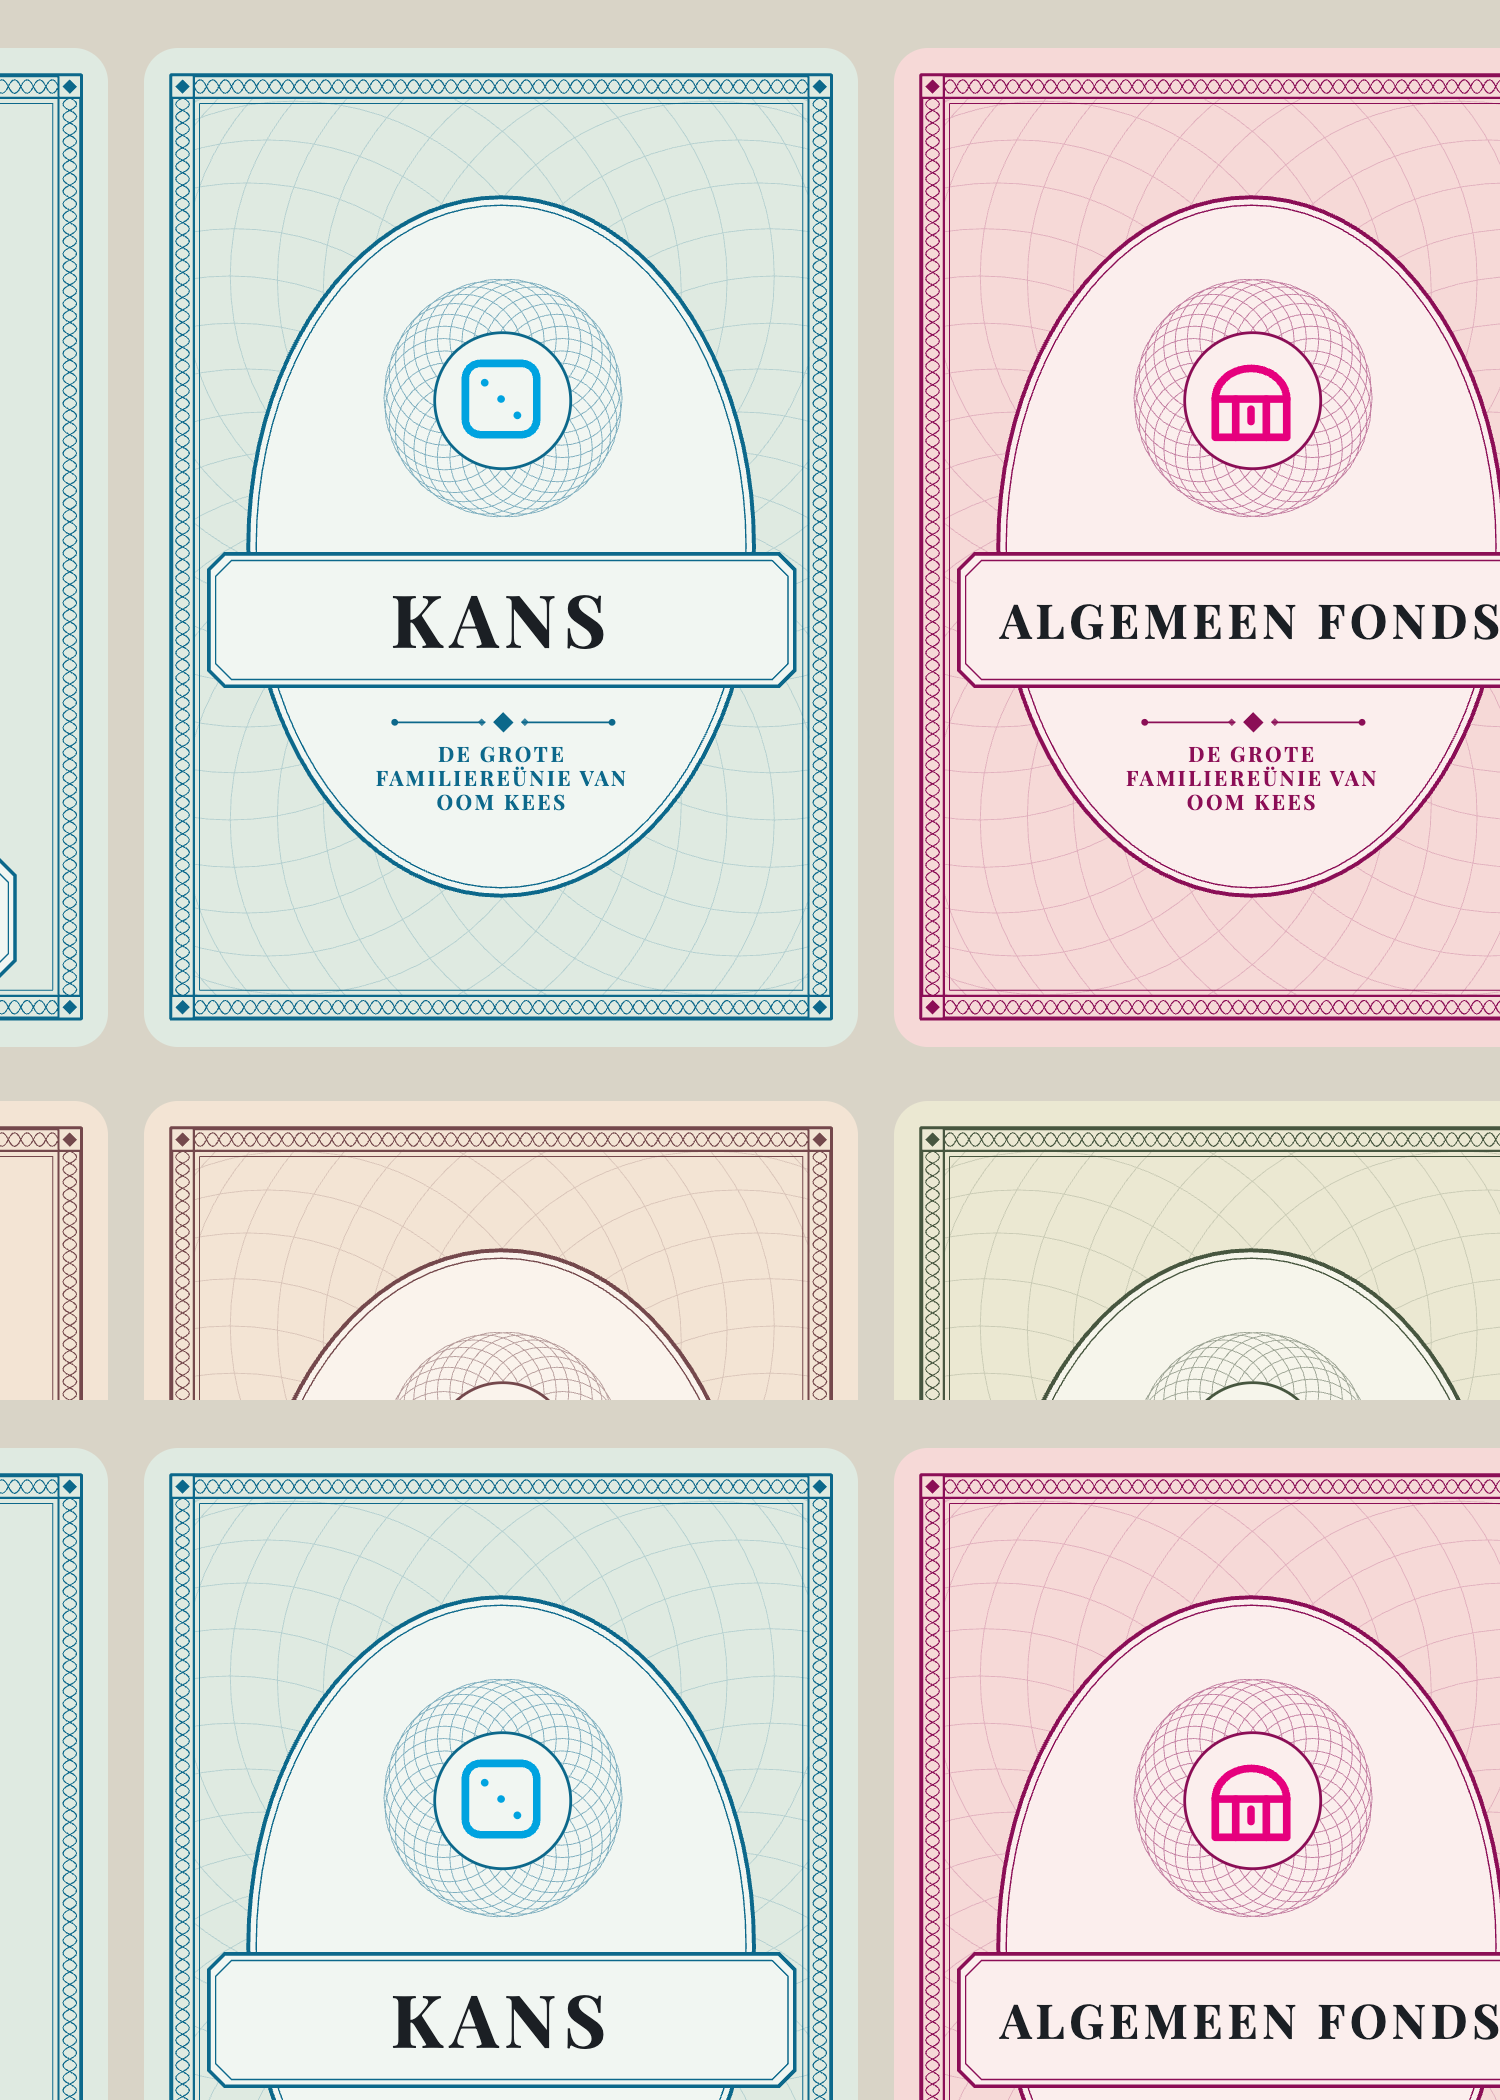 KANS
DE GROTE
FAMILIEREÜNIE VAN
OOM KEES
ALGEMEEN FONDS
DE GROTE
FAMILIEREÜNIE VAN
OOM KEES
KANS
ALGEMEEN FONDS